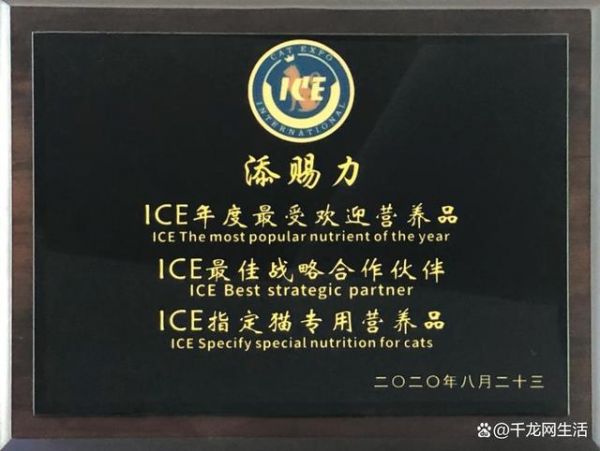 CAT EXPO
ICE
INTERNATIONAL
添赐力
ICE年度最受欢迎营养品
ICE The most popular nutrient of the year
ICE最佳战略合作伙伴
ICE Best strategic partner
ICE指定猫专用营养品
ICE Specify special nutrition for cats
二〇二〇年八月二十三
@千龙网生活